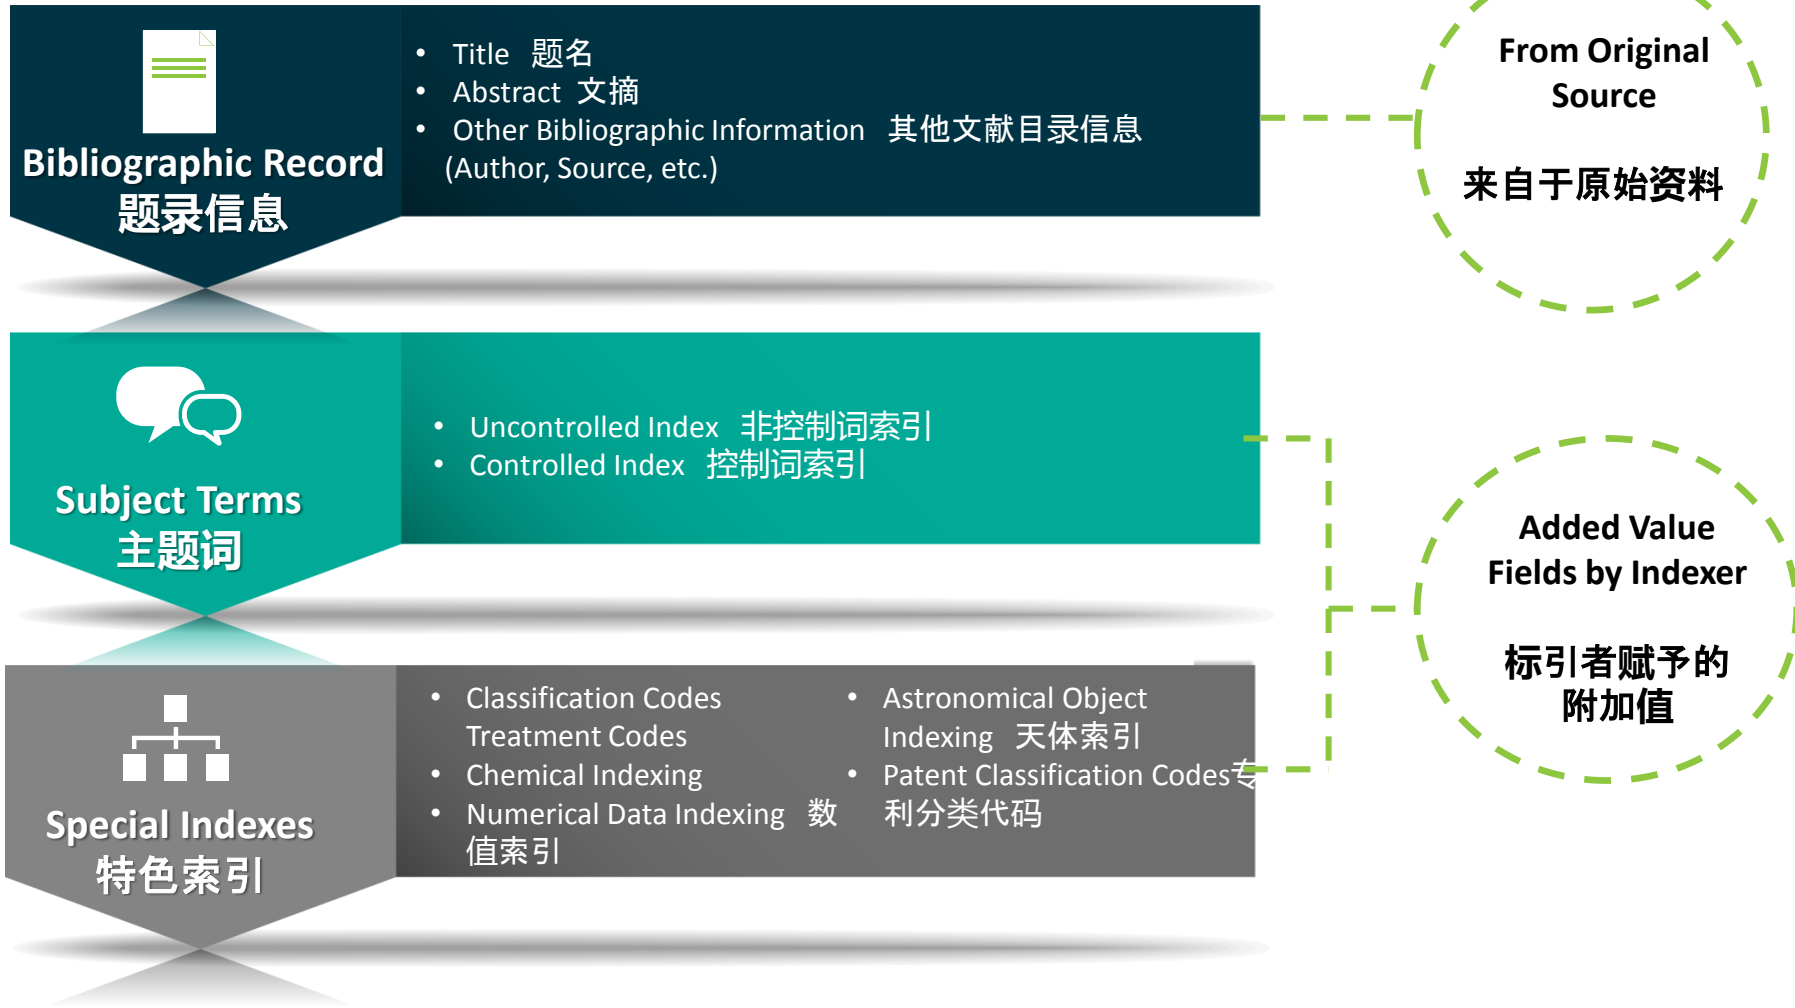 Bibliographic Record
题录信息
• Title 题名
• Abstract 文摘
• Other Bibliographic Information 其他文献目录信息
(Author, Source, etc.)
From Original
Source
来自于原始资料
Subject Terms
主题词
• Uncontrolled Index 非控制词索引
• Controlled Index 控制词索引
Added Value
Fields by Indexer
标引者赋予的
附加值
Special Indexes
特色索引
• Classification Codes
Treatment Codes
• Chemical Indexing
• Numerical Data Indexing 数
值索引
• Astronomical Object
Indexing 天体索引
• Patent Classification Codes专
利分类代码